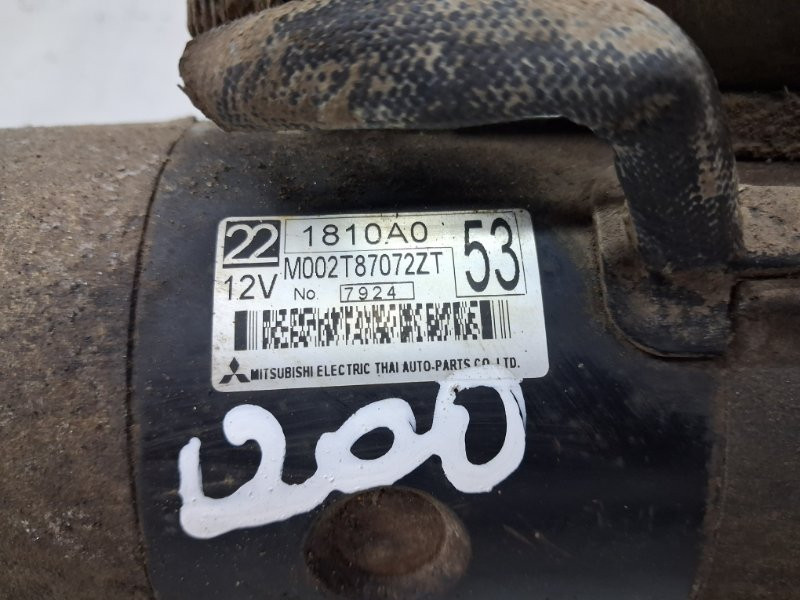 22 1810A0 53
12V M002T87072ZT
No. 7924
MITSUBISHI ELECTRIC THAI AUTO-PARTS CO.,LTD.
200